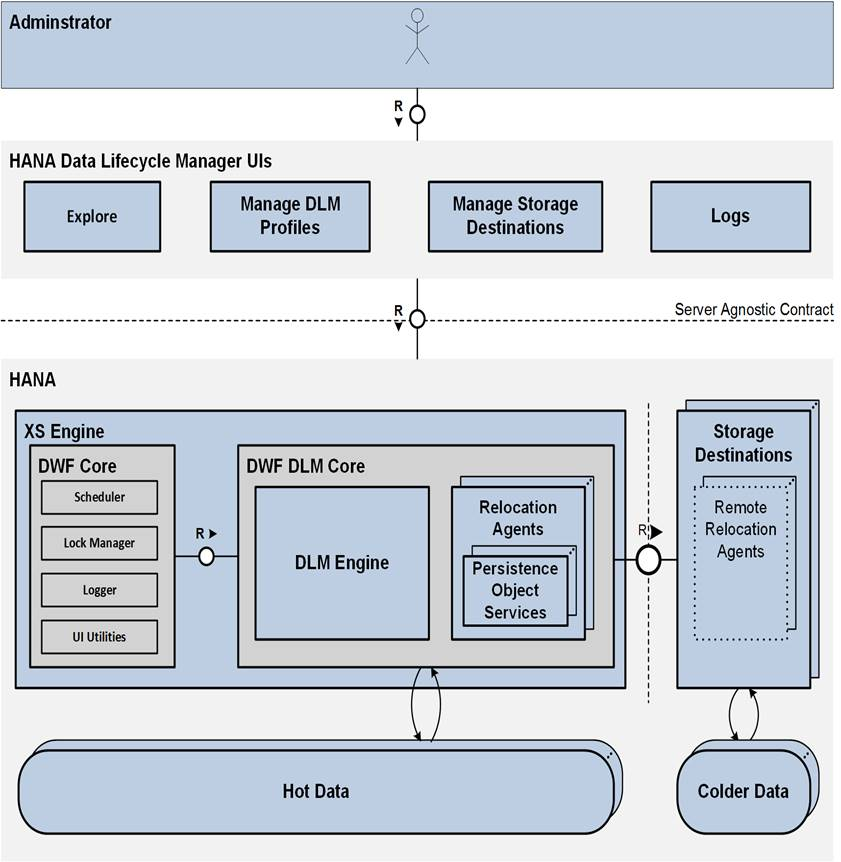 Adminstrator
R
HANA Data Lifecycle Manager UIs
Explore
Manage DLM
Profiles
Manage Storage
Destinations
Logs
R
Server Agnostic Contract
HANA
XS Engine
DWF Core
Scheduler
Lock Manager
Logger
UI Utilities
R
DWF DLM Core
DLM Engine
Relocation
Agents
Persistence
Object
Services
R
Storage
Destinations
Remote
Relocation
Agents
Hot Data
Colder Data